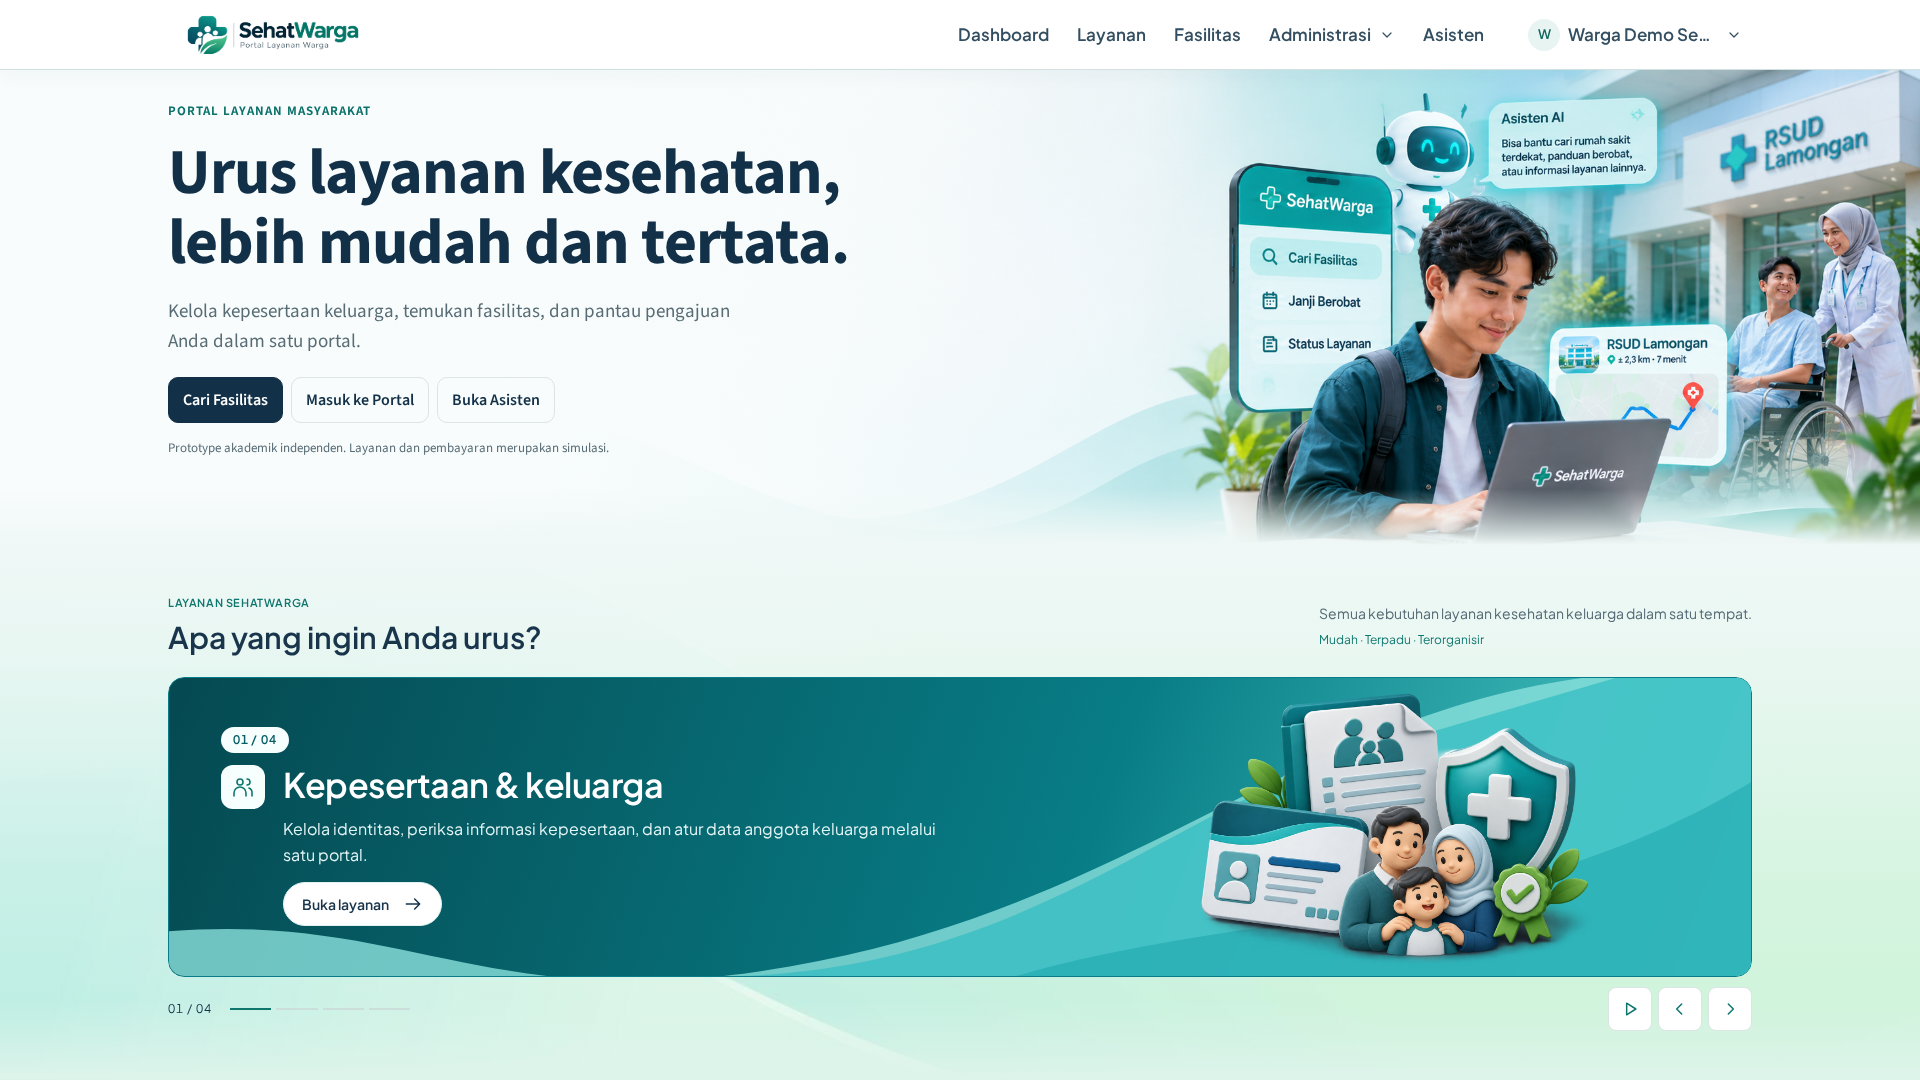 SehatWarga
Portal Layanan Warga
Dashboard
Layanan
Fasilitas
Administrasi
Asisten
W
Warga Demo Se...
PORTAL LAYANAN MASYARAKAT
Urus layanan kesehatan,
lebih mudah dan tertata.
Kelola kepesertaan keluarga, temukan fasilitas, dan pantau pengajuan
Anda dalam satu portal.
Cari Fasilitas
Masuk ke Portal
Buka Asisten
Prototype akademik independen. Layanan dan pembayaran merupakan simulasi.
Asisten AI
Bisa bantu cari rumah sakit
terdekat, panduan berobat,
atau informasi layanan lainnya.
RSUD
Lamongan
SehatWarga
Cari Fasilitas
Janji Berobat
Status Layanan
RSUD Lamongan
± 2,3 km • 7 menit
SehatWarga
LAYANAN SEHATWARGA
Apa yang ingin Anda urus?
Semua kebutuhan layanan kesehatan keluarga dalam satu tempat.
Mudah · Terpadu · Terorganisir
01 / 04
Kepesertaan & keluarga
Kelola identitas, periksa informasi kepesertaan, dan atur data anggota keluarga melalui
satu portal.
Buka layanan
01 / 04